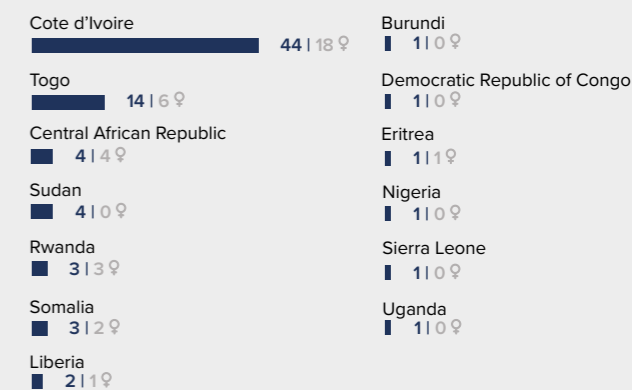 Cote d'Ivoire
44 | 18 ♀
Togo
14 | 6 ♀
Central African Republic
4 | 4 ♀
Sudan
4 | 0 ♀
Rwanda
3 | 3 ♀
Somalia
3 | 2 ♀
Liberia
2 | 1 ♀
Burundi
1 | 0 ♀
Democratic Republic of Congo
1 | 0 ♀
Eritrea
1 | 1 ♀
Nigeria
1 | 0 ♀
Sierra Leone
1 | 0 ♀
Uganda
1 | 0 ♀